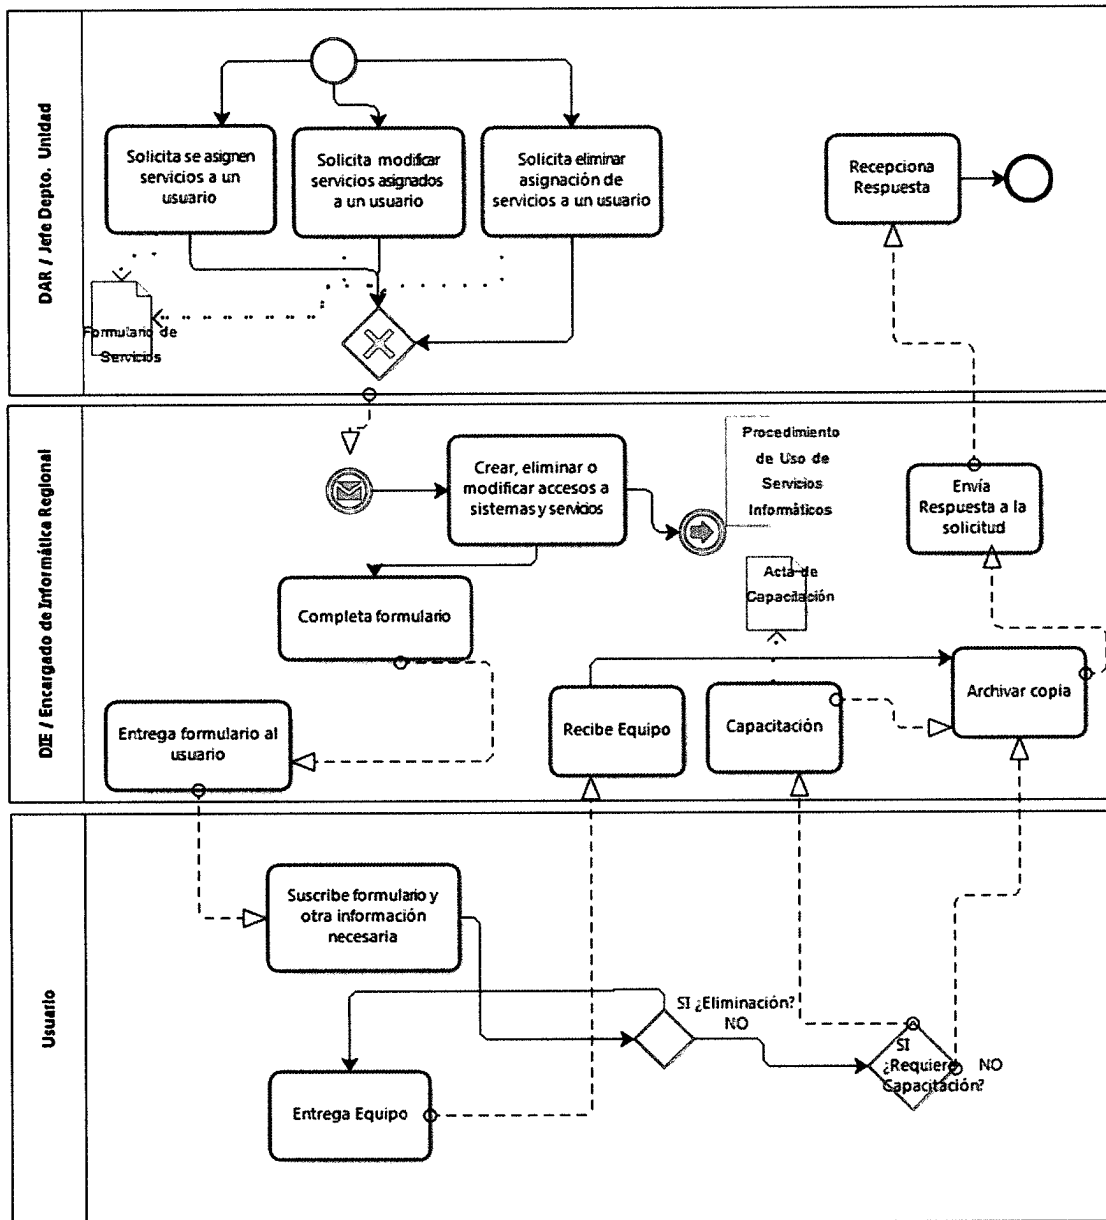 DAR / Jefe Depto. Unidad
Solicita se asignen
servicios a un
usuario
Solicita modificar
servicios asignados
a un usuario
Solicita eliminar
asignación de
servicios a un usuario
Recepciona
Respuesta
Formulario de
Servicios
DIE / Encargado de Informática Regional
Crear, eliminar o
modificar accesos a
sistemas y servicios
Procedimiento
de Uso de
Servicios
Informáticos
Envía
Respuesta a la
solicitud
Completa formulario
Acta de
Capacitación
Entrega formulario al
usuario
Recibe Equipo
Capacitación
Archivar copia
Usuario
Suscribe formulario y
otra información
necesaria
SI ¿Eliminación?
NO
SI
¿Requiere
Capacitación?
NO
Entrega Equipo